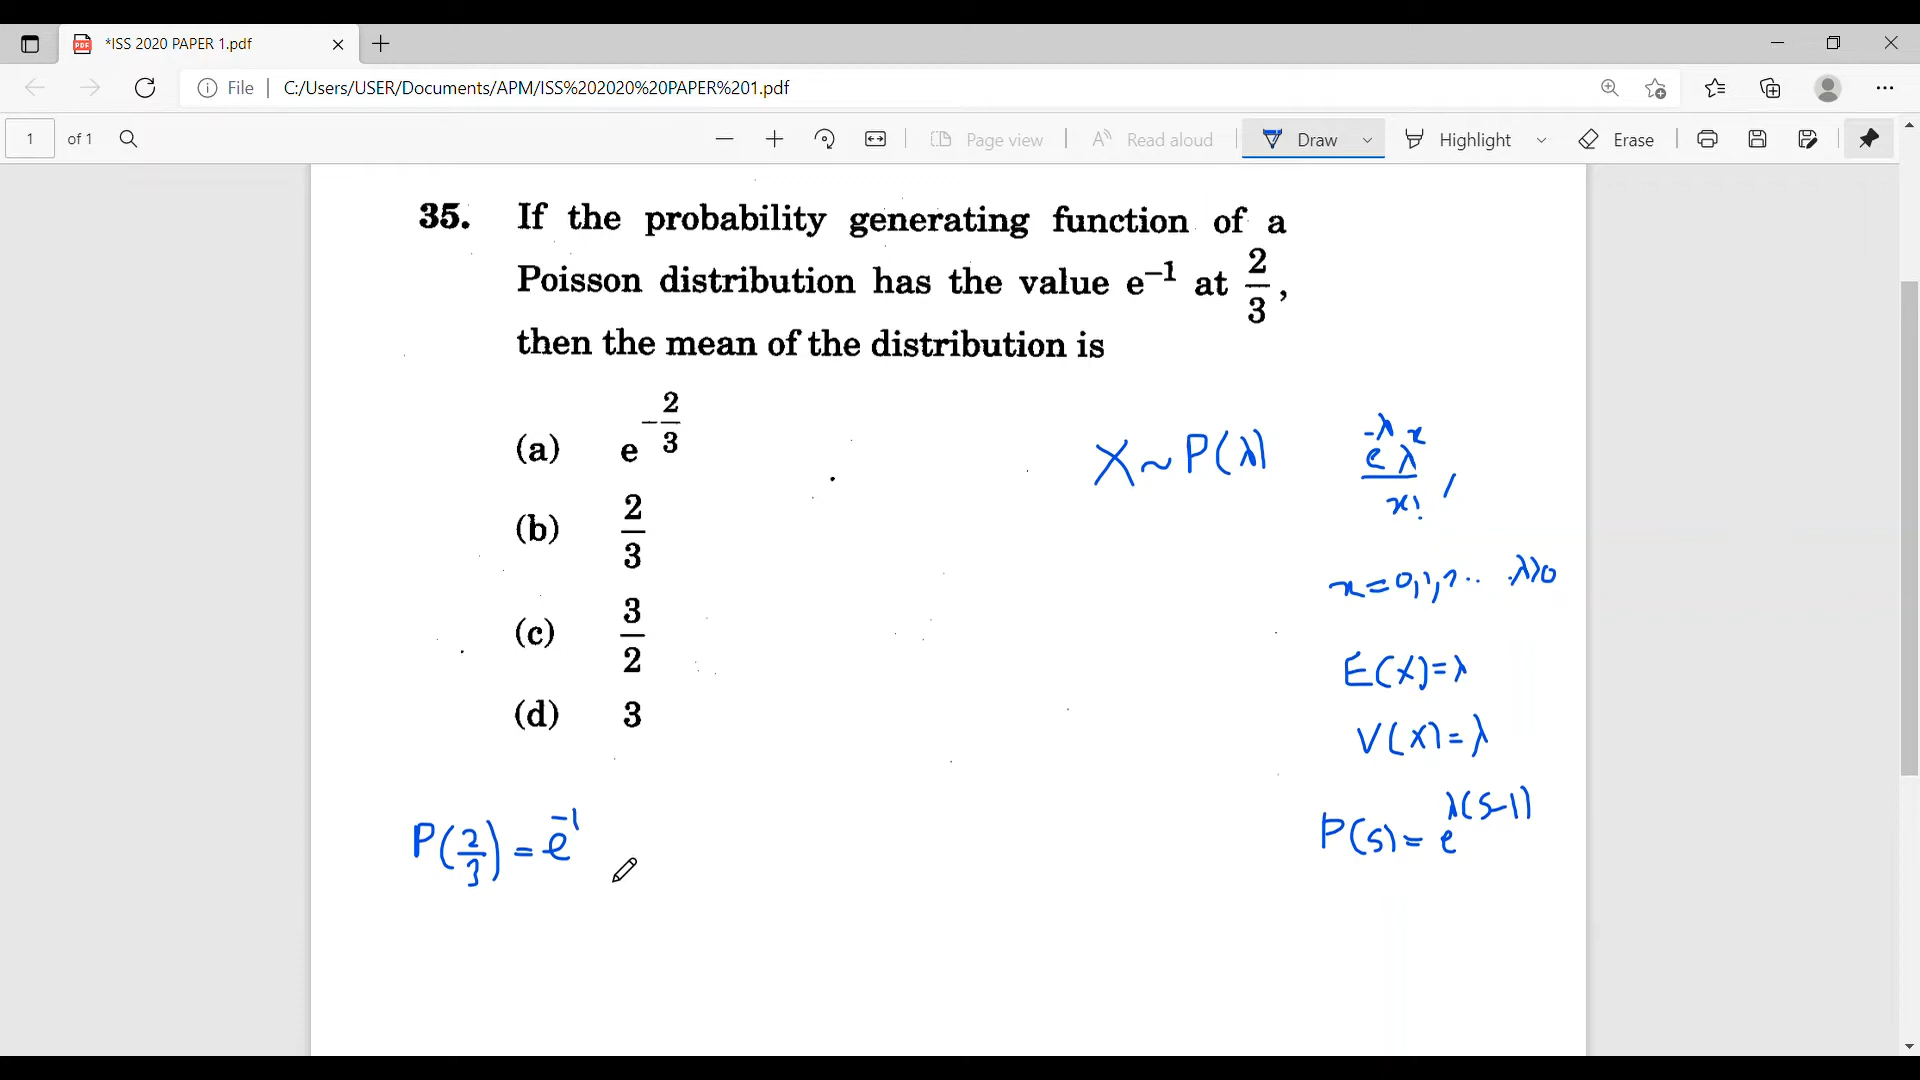 *ISS 2020 PAPER 1.pdf
File
C:/Users/USER/Documents/APM/ISS%202020%20PAPER%201.pdf
1 of 1
Page view
Read aloud
Draw
Highlight
Erase
35. If the probability generating function of a
Poisson distribution has the value e⁻¹ at 2/3,
then the mean of the distribution is
(a) e^(-2/3)
(b) 2/3
(c) 3/2
(d) 3
X ~ P(λ)
e^(-λ) λ^x / x! ,
x = 0, 1, 2 .. λ>0
E(X) = λ
V(X) = λ
P(s) = e^(λ(s-1))
P(2/3) = e^(-1)